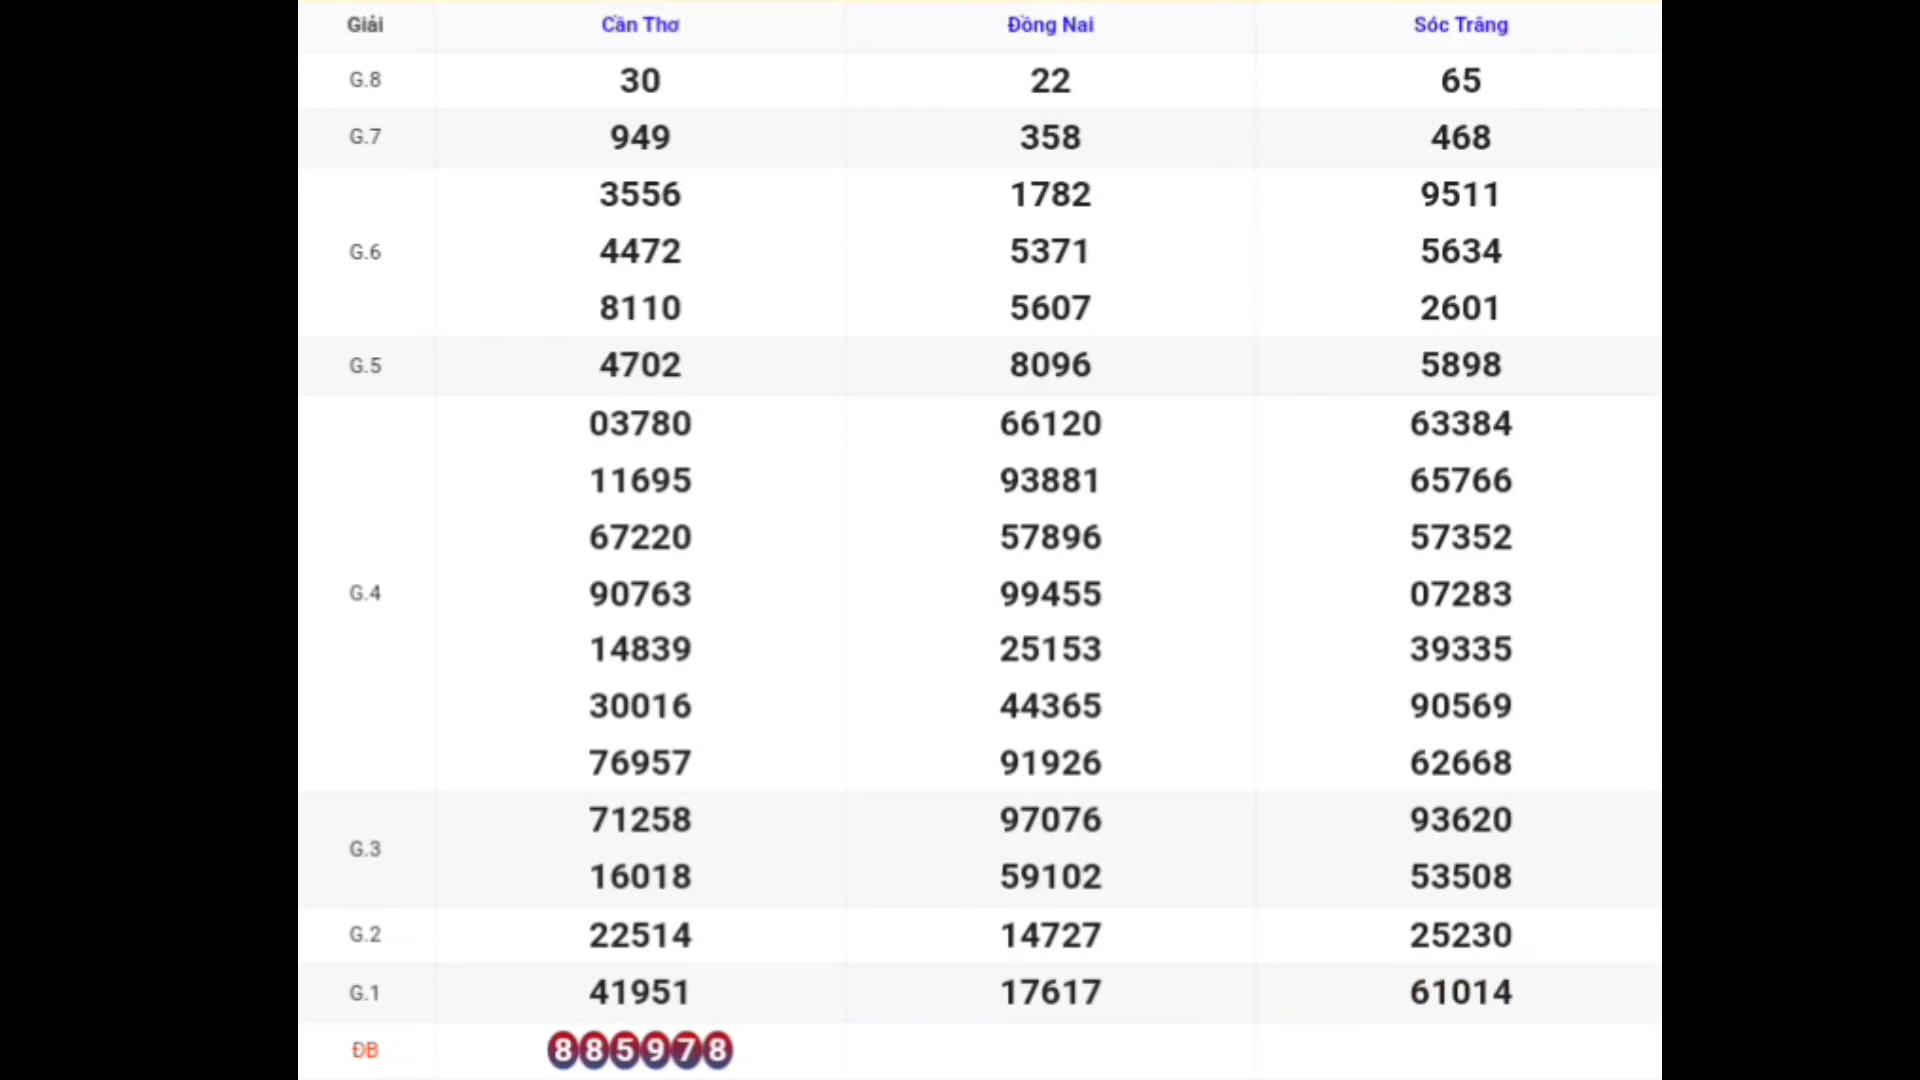 Giải Cần Thơ Đồng Nai Sóc Trăng
G.8 30 22 65
G.7 949 358 468
3556 1782 9511
G.6 4472 5371 5634
8110 5607 2601
G.5 4702 8096 5898
03780 66120 63384
11695 93881 65766
67220 57896 57352
G.4 90763 99455 07283
14839 25153 39335
30016 44365 90569
76957 91926 62668
G.3 71258 97076 93620
16018 59102 53508
G.2 22514 14727 25230
G.1 41951 17617 61014
ĐB 885978